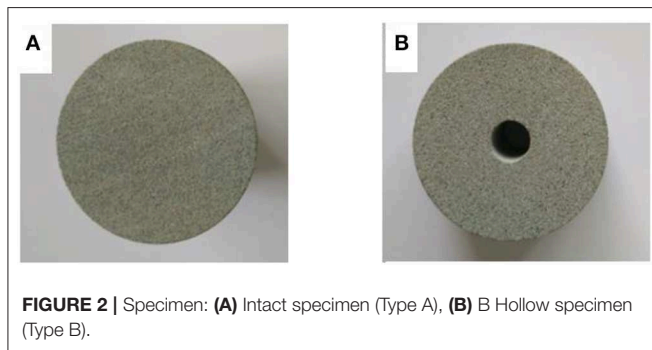 A
B
FIGURE 2 | Specimen: (A) Intact specimen (Type A), (B) B Hollow specimen
(Type B).